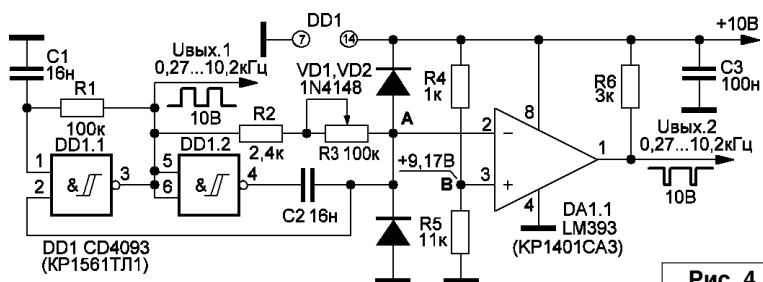 DD1
7
14
+10В
C1
16н
Uвых.1
0,27...10,2кГц
10В
R1
100к
VD1,VD2
1N4148
R4
1к
R6
3к
C3
100н
A
8
R2
2,4к
R3 100к
2
−
1
Uвых.2
0,27...10,2кГц
10В
DD1.1
DD1.2
+9,17В
B
3
+
1
2
&
3
5
6
&
4
C2 16н
R5
11к
4
DA1.1
LM393
(КР1401СА3)
DD1 CD4093
(КР1561ТЛ1)
Рис. 4